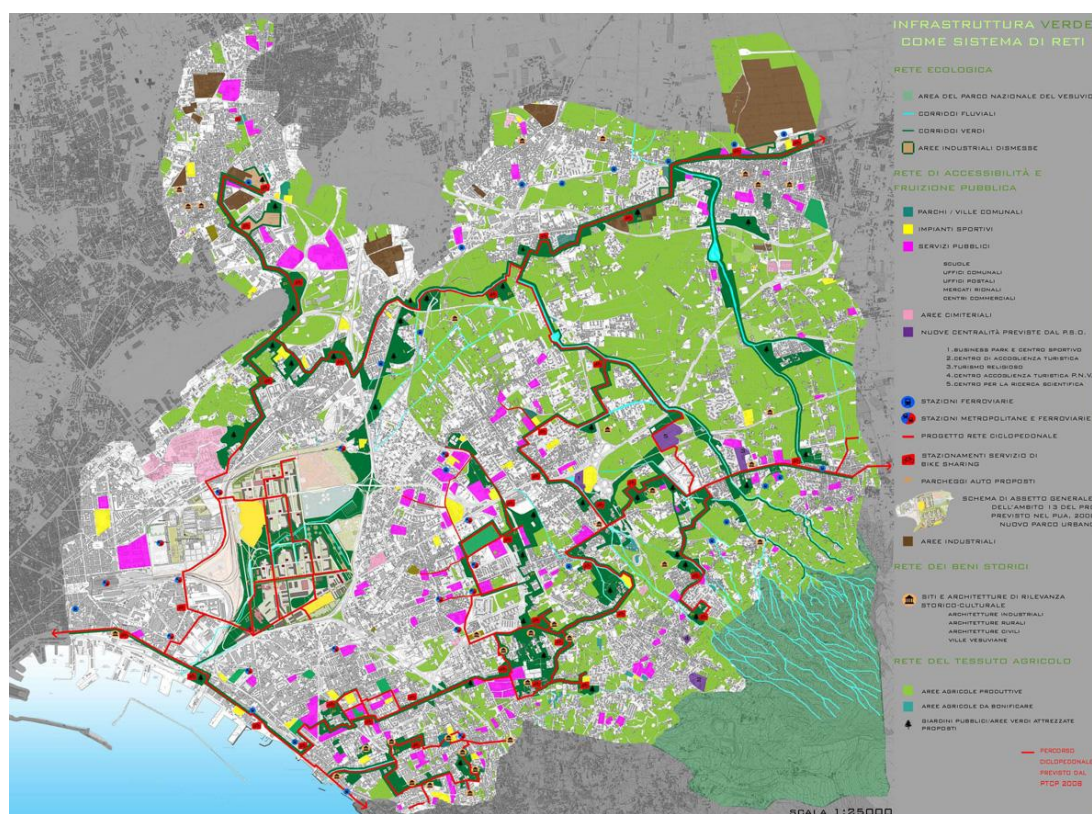 INFRASTRUTTURA VERDE
COME SISTEMA DI RETI
RETE ECOLOGICA
AREA DEL PARCO NAZIONALE DEL VESUVIO
CORRIDOI FLUVIALI
CORRIDOI VERDI
AREE INDUSTRIALI DISMESSE
RETE DI ACCESSIBILITÀ E
FRUIZIONE PUBBLICA
PARCHI / VILLE COMUNALI
IMPIANTI SPORTIVI
SERVIZI PUBBLICI
SCUOLE
UFFICI COMUNALI
UFFICI POSTALI
MERCATI RIONALI
CENTRI COMMERCIALI
AREE CIMITERIALI
NUOVE CENTRALITÀ PREVISTE DAL P.S.O.
1.BUSINESS PARK E CENTRO SPORTIVO
2.CENTRO DI ACCOGLIENZA TURISTICA
3.TURISMO RELIGIOSO
4.CENTRO ACCOGLIENZA TURISTICA P.N.V.
5.CENTRO PER LA RICERCA SCIENTIFICA
STAZIONI FERROVIARIE
STAZIONI METROPOLITANE E FERROVIARIE
PROGETTO RETE CICLOPEDONALE
STAZIONAMENTI SERVIZIO DI
BIKE SHARING
PARCHEGGI AUTO PROPOSTI
SCHEMA DI ASSETTO GENERALE
DELL'AMBITO 13 DEL PRG
PREVISTO NEL PUA,
NUOVO PARCO URBANO
AREE INDUSTRIALI
RETE DEI BENI STORICI
SITI E ARCHITETTURE DI RILEVANZA
STORICO-CULTURALE
ARCHITETTURE INDUSTRIALI
ARCHITETTURE RURALI
ARCHITETTURE CIVILI
VILLE VESUVIANE
RETE DEL TESSUTO AGRICOLO
AREE AGRICOLE PRODUTTIVE
AREE AGRICOLE DA BONIFICARE
GIARDINI PUBBLICI/AREE VERDI ATTREZZATE
PROPOSTI
PERCORSO
CICLOPEDONALE
PREVISTO DAL
PTCP 2008
SCALA 1:25000